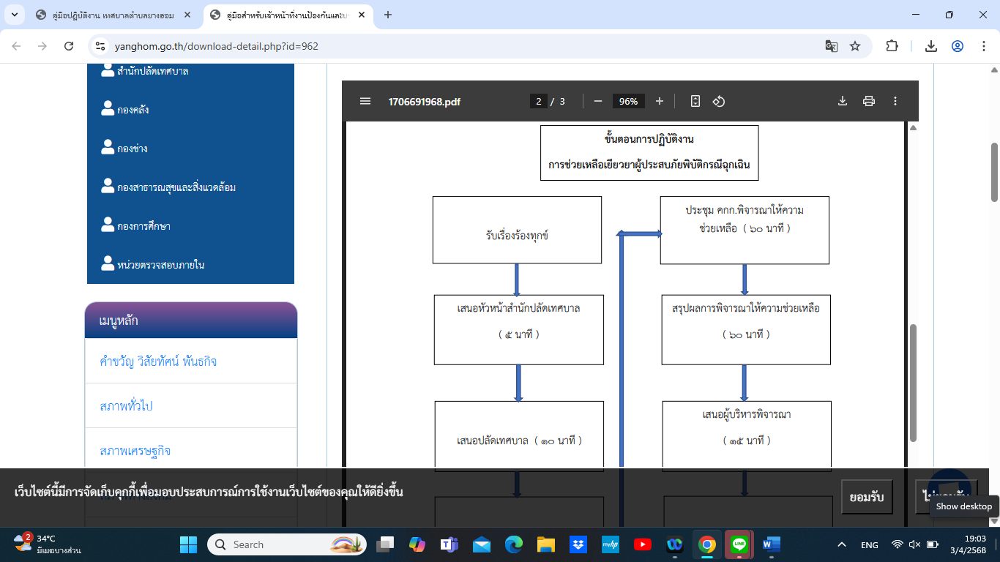 คู่มือปฏิบัติงาน เทศบาลตำบลยางฮอม
คู่มือสำหรับเจ้าหน้าที่งานป้องกันและบ
yanghom.go.th/download-detail.php?id=962
สำนักปลัดเทศบาล
กองคลัง
กองช่าง
กองสาธารณสุขและสิ่งแวดล้อม
กองการศึกษา
หน่วยตรวจสอบภายใน
เมนูหลัก
คำขวัญ วิสัยทัศน์ พันธกิจ
สภาพทั่วไป
สภาพเศรษฐกิจ
1706691968.pdf
2 / 3
96%
ขั้นตอนการปฏิบัติงาน
การช่วยเหลือเยียวยาผู้ประสบภัยพิบัติกรณีฉุกเฉิน
รับเรื่องร้องทุกข์
เสนอหัวหน้าสำนักปลัดเทศบาล
( ๕ นาที )
เสนอปลัดเทศบาล ( ๑๐ นาที )
ประชุม คกก.พิจารณาให้ความ
ช่วยเหลือ ( ๖๐ นาที )
สรุปผลการพิจารณาให้ความช่วยเหลือ
( ๖๐ นาที )
เสนอผู้บริหารพิจารณา
( ๑๕ นาที )
เว็บไซต์นี้มีการจัดเก็บคุกกี้เพื่อมอบประสบการณ์การใช้งานเว็บไซต์ของคุณให้ดียิ่งขึ้น
ยอมรับ
Show desktop
2
34°C
มีเมฆบางส่วน
Search
myhp
LINE
ENG
19:03
3/4/2568